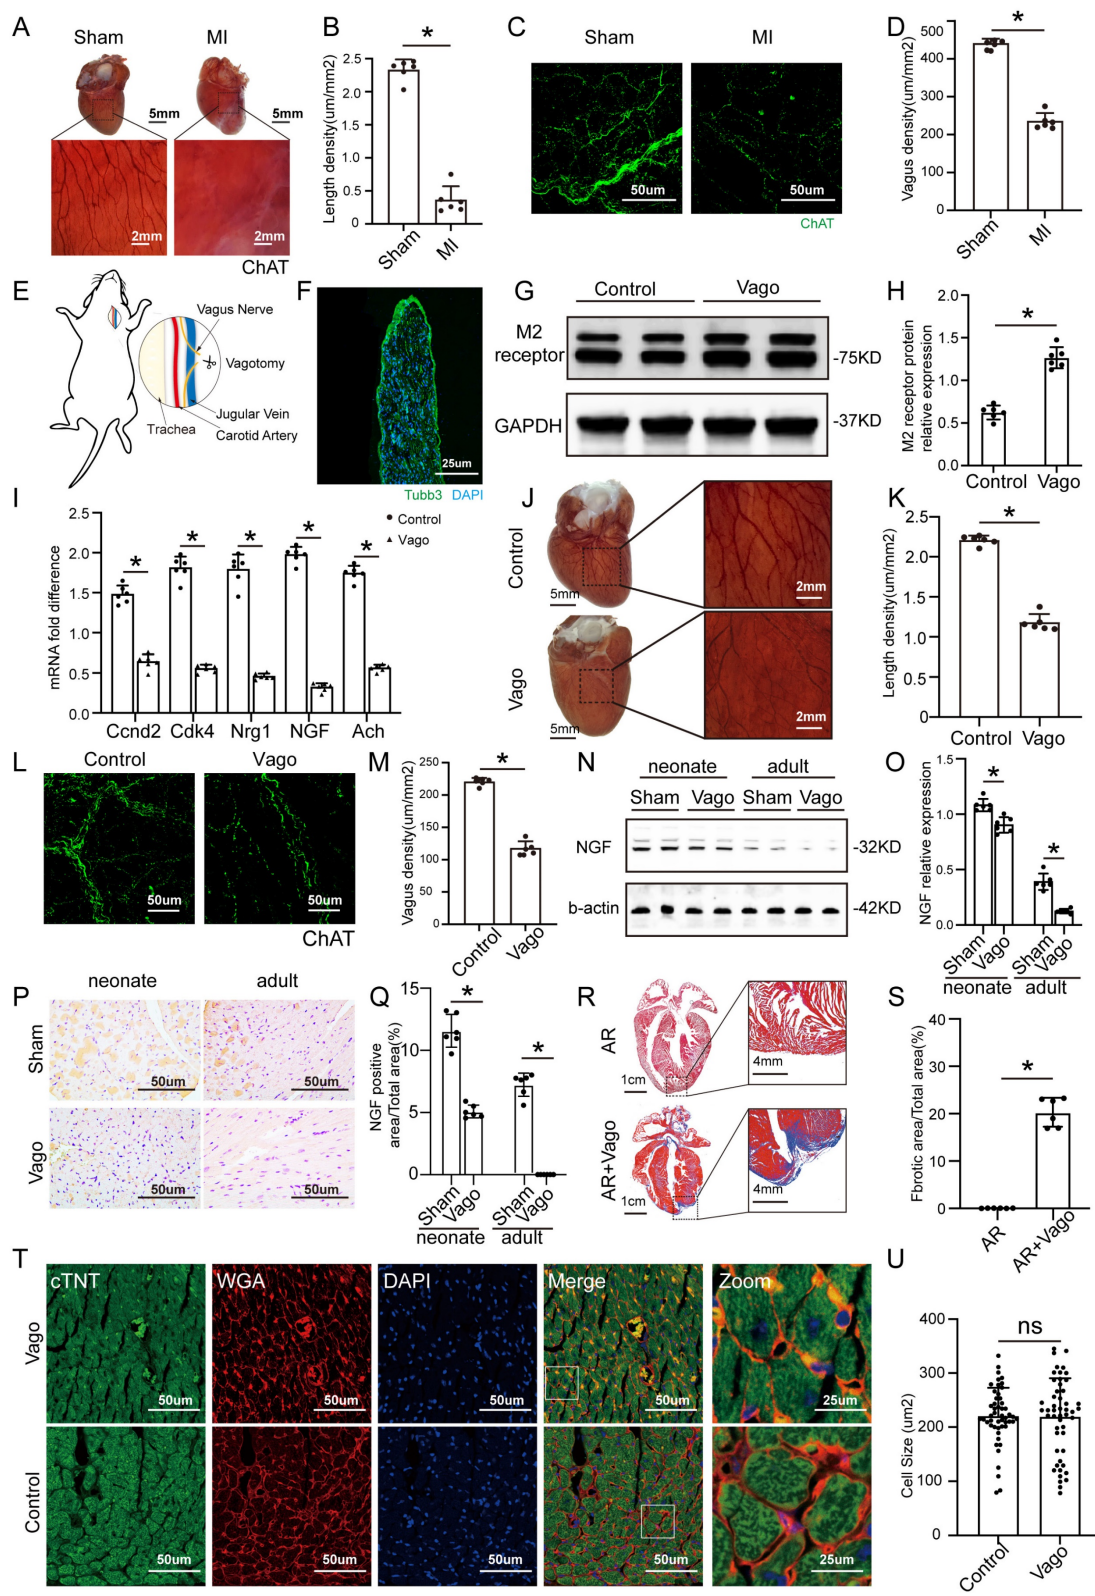 A
Sham
MI
5mm
5mm
2mm
2mm
ChAT
B
*
Length density(um/mm2)
2.5
2.0
1.5
1.0
0.5
0
Sham
MI
C
Sham
MI
50um
50um
ChAT
D
*
Vagus density(um/mm2)
500
400
300
200
100
0
Sham
MI
E
Vagus Nerve
Vagotomy
Jugular Vein
Trachea
Carotid Artery
F
25um
Tubb3 DAPI
G
Control
Vago
M2
receptor
-75KD
GAPDH
-37KD
H
*
M2 receptor protein
relative expression
2.0
1.5
1.0
0.5
0.0
Control
Vago
I
Control
Vago
mRNA fold difference
2.5
2.0
1.5
1.0
0.5
0.0
* * * * *
Ccnd2 Cdk4 Nrg1 NGF Ach
J
Control
5mm
2mm
Vago
5mm
2mm
K
*
Length density(um/mm2)
2.5
2.0
1.5
1.0
0.5
0
Control Vago
L
Control
Vago
50um
50um
ChAT
M
*
Vagus density(um/mm2)
250
200
150
100
50
0
Control
Vago
N
neonate
adult
Sham Vago Sham Vago
NGF
-32KD
b-actin
-42KD
O
* *
NGF relative expression
1.5
1.0
0.5
0.0
Sham
Vago
Sham
Vago
neonate adult
P
neonate
adult
Sham
50um
50um
Vago
50um
50um
Q
* *
NGF positive
area/Total area(%)
15
10
5
0
Sham
Vago
Sham
Vago
neonate adult
R
AR
1cm
4mm
AR+Vago
1cm
4mm
S
*
Fbrotic area/Total area(%)
40
30
20
10
0
AR
AR+Vago
T
cTNT
WGA
DAPI
Merge
Zoom
Vago
50um
50um
50um
50um
25um
Control
50um
50um
50um
50um
25um
U
ns
Cell Size (um2)
400
300
200
100
0
Control
Vago